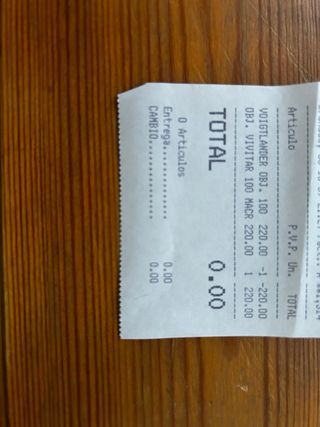 Articulo P.V.P. Un. TOTAL
VOIGTLANDER OBJ. 100 220.00 -1 -220.00
OBJ. VIVITAR 100 MACR 220.00 1 220.00
TOTAL 0.00
0 Articulos
Entrega.............. 0.00
CAMBIO............... 0.00